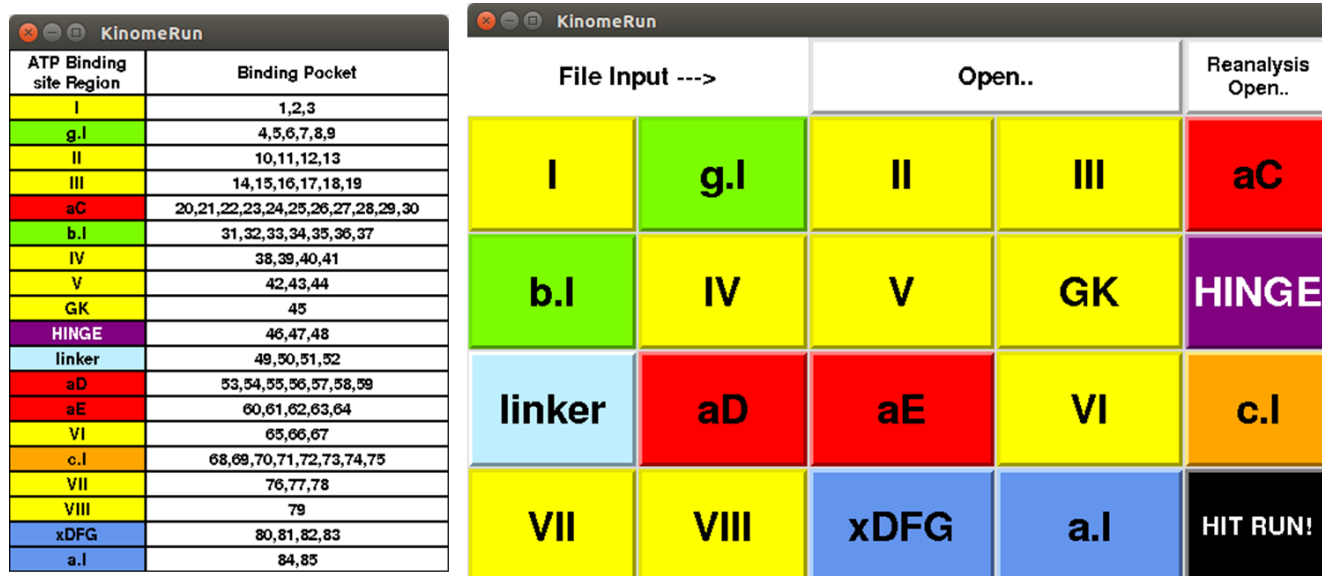 KinomeRun
ATP Binding
site Region
Binding Pocket
I 1,2,3
g.l 4,5,6,7,8,9
II 10,11,12,13
III 14,15,16,17,18,19
aC 20,21,22,23,24,25,26,27,28,29,30
b.l 31,32,33,34,35,36,37
IV 38,39,40,41
V 42,43,44
GK 45
HINGE 46,47,48
linker 49,50,51,52
aD 53,54,55,56,57,58,59
aE 60,61,62,63,64
VI 65,66,67
c.l 68,69,70,71,72,73,74,75
VII 76,77,78
VIII 79
xDFG 80,81,82,83
a.l 84,85
KinomeRun
File Input --->
Open..
Reanalysis
Open..
I g.l II III aC
b.l IV V GK HINGE
linker aD aE VI c.l
VII VIII xDFG a.l HIT RUN!